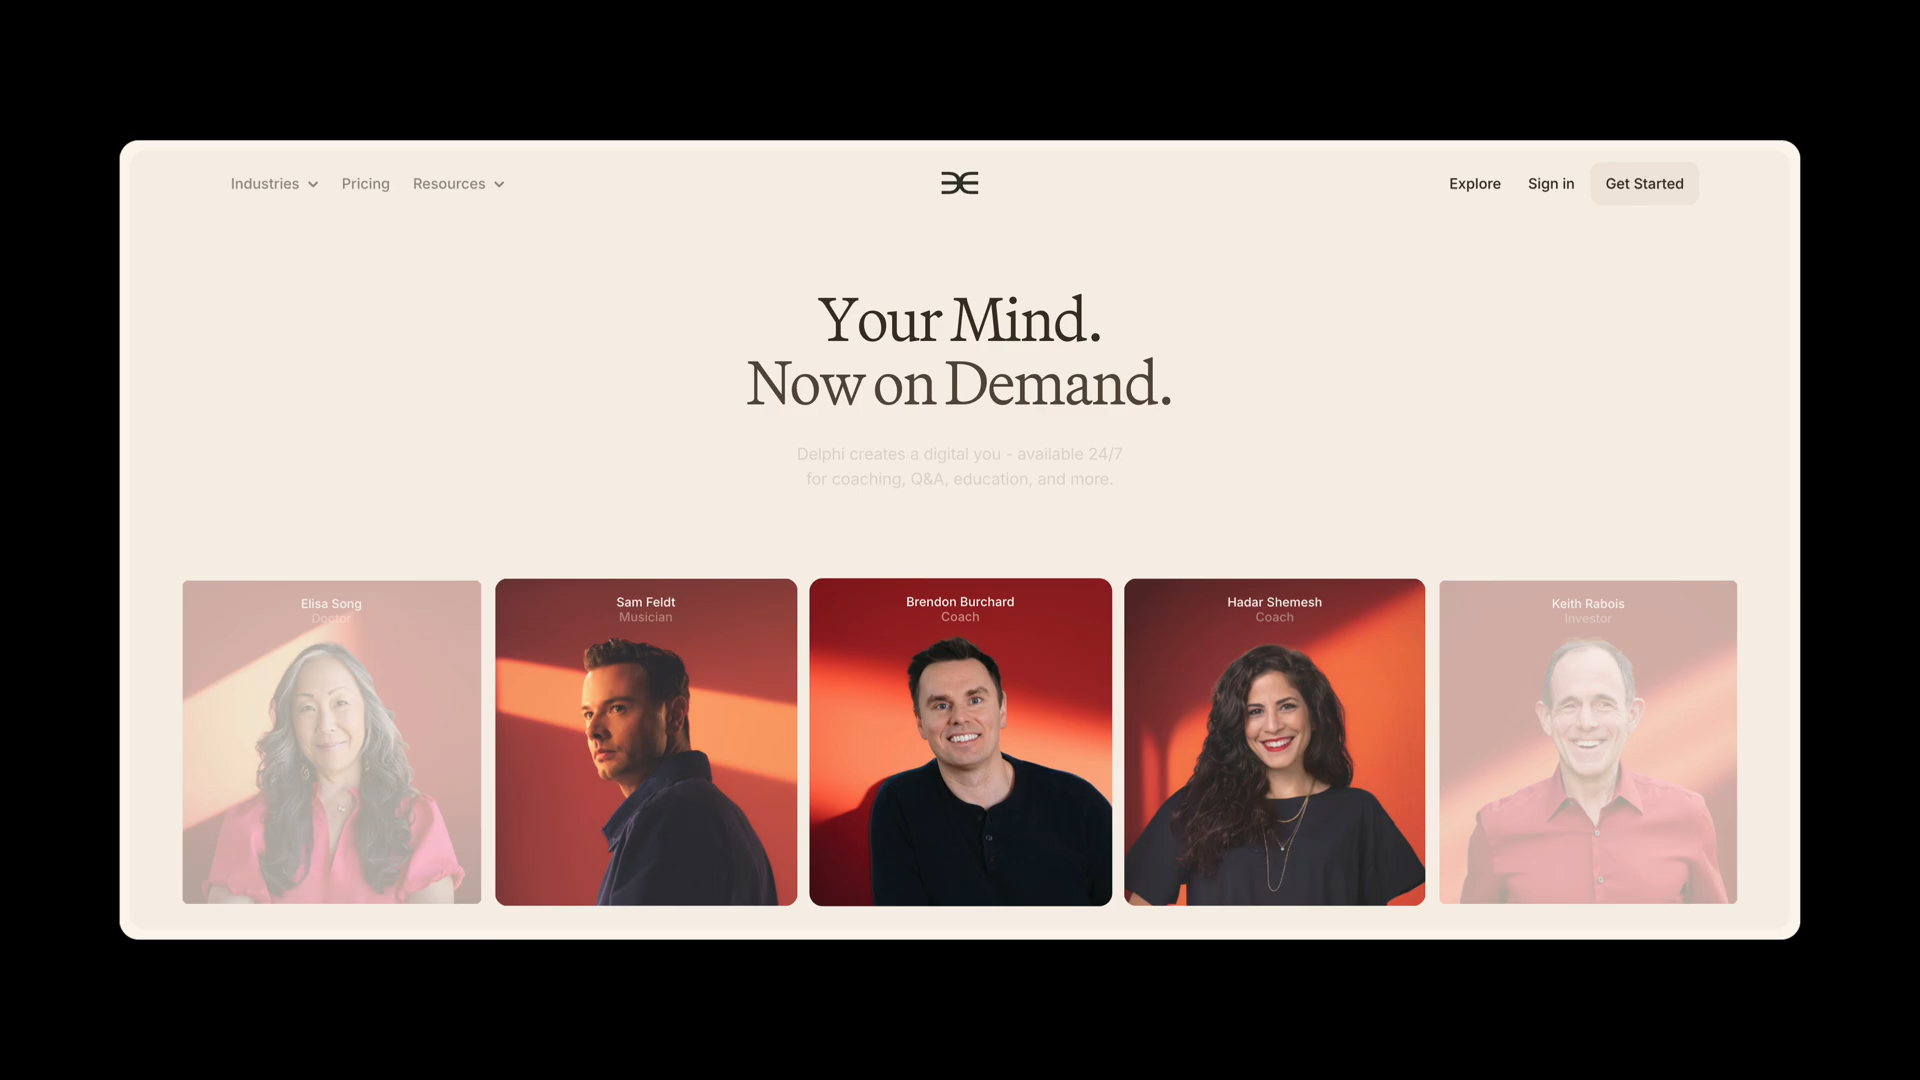 Industries
Pricing
Resources
Explore
Sign in
Get Started
Your Mind.
Now on Demand.
Delphi creates a digital you - available 24/7
for coaching, Q&A, education, and more.
Elisa Song
Doctor
Sam Feldt
Musician
Brendon Burchard
Coach
Hadar Shemesh
Coach
Keith Rabois
Investor